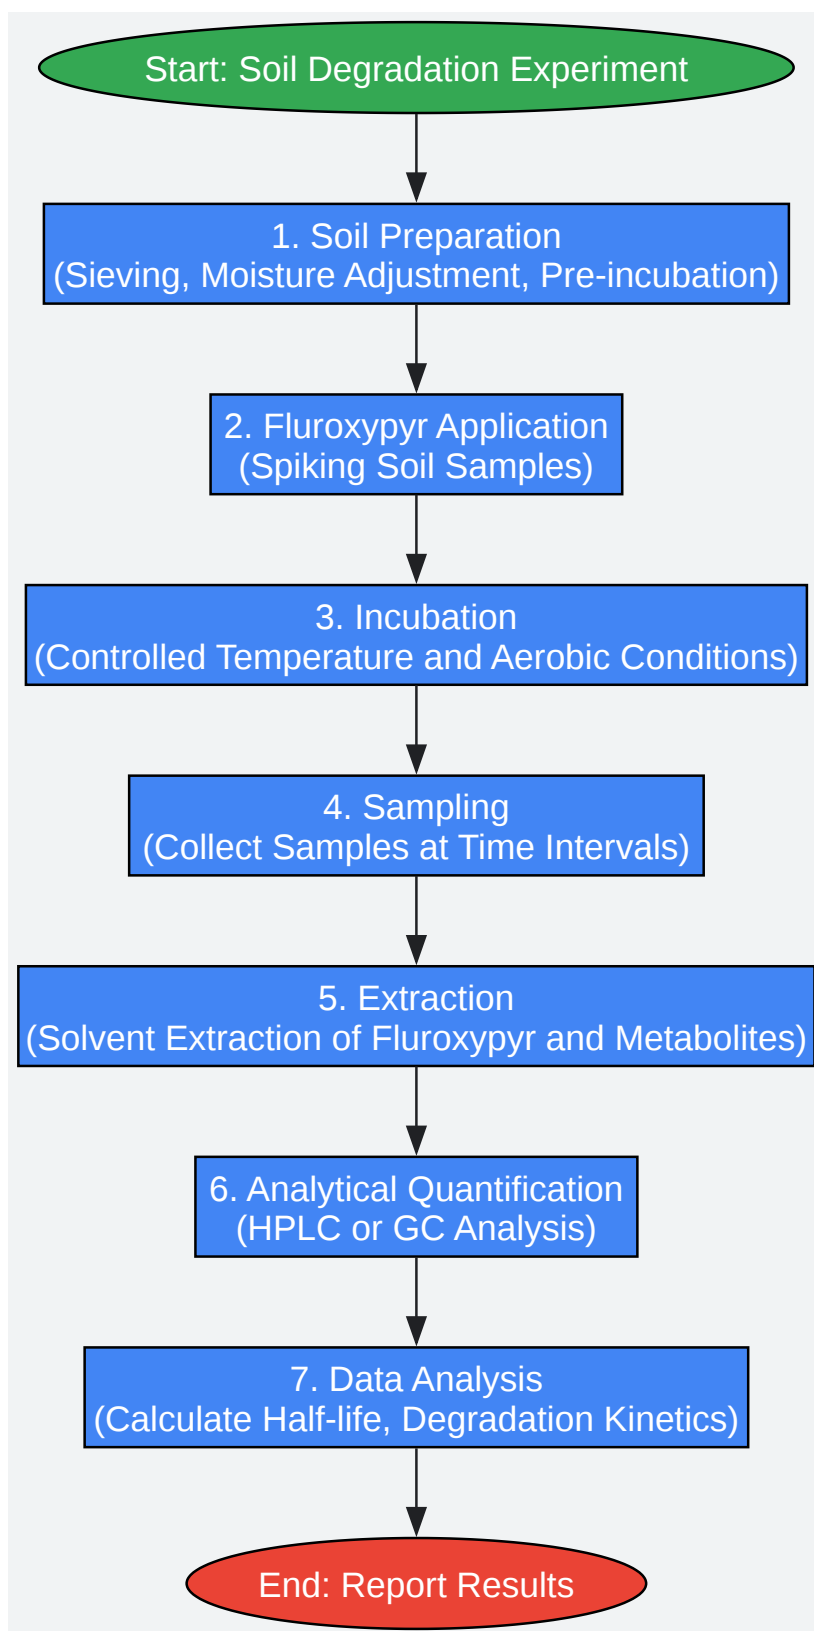 Start: Soil Degradation Experiment
1. Soil Preparation
(Sieving, Moisture Adjustment, Pre-incubation)
2. Fluroxypyr Application
(Spiking Soil Samples)
3. Incubation
(Controlled Temperature and Aerobic Conditions)
4. Sampling
(Collect Samples at Time Intervals)
5. Extraction
(Solvent Extraction of Fluroxypyr and Metabolites)
6. Analytical Quantification
(HPLC or GC Analysis)
7. Data Analysis
(Calculate Half-life, Degradation Kinetics)
End: Report Results